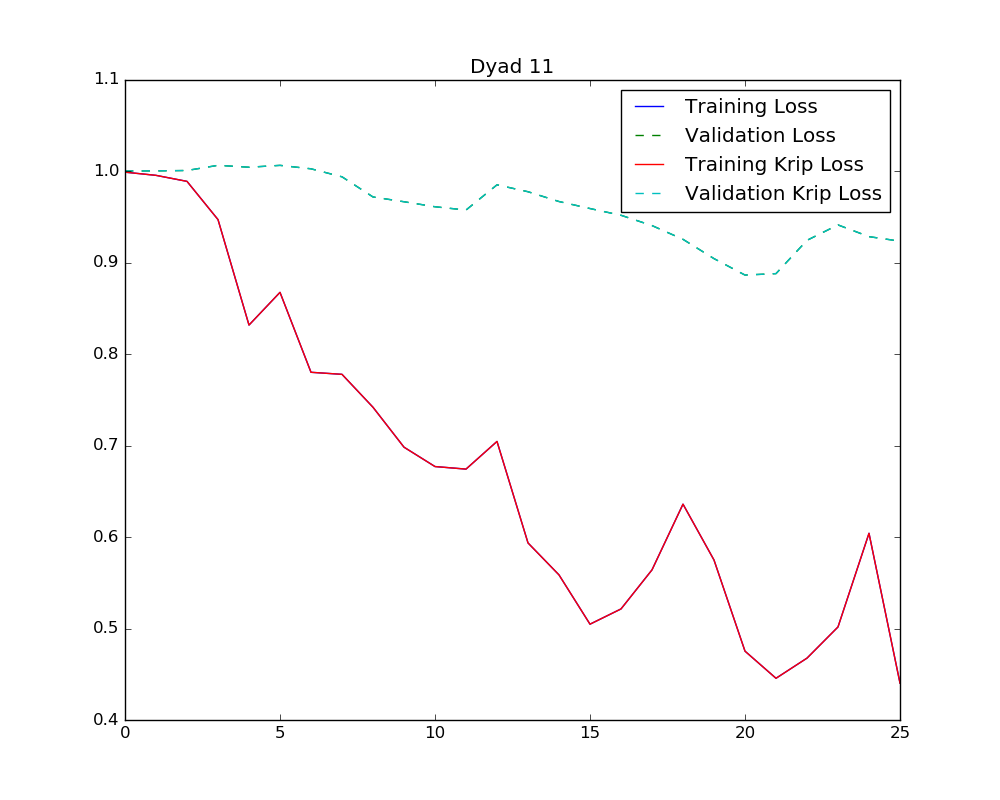 Dyad 11
1.1
1.0
0.9
0.8
0.7
0.6
0.5
0.4
0 5 10 15 20 25
Training Loss
Validation Loss
Training Krip Loss
Validation Krip Loss